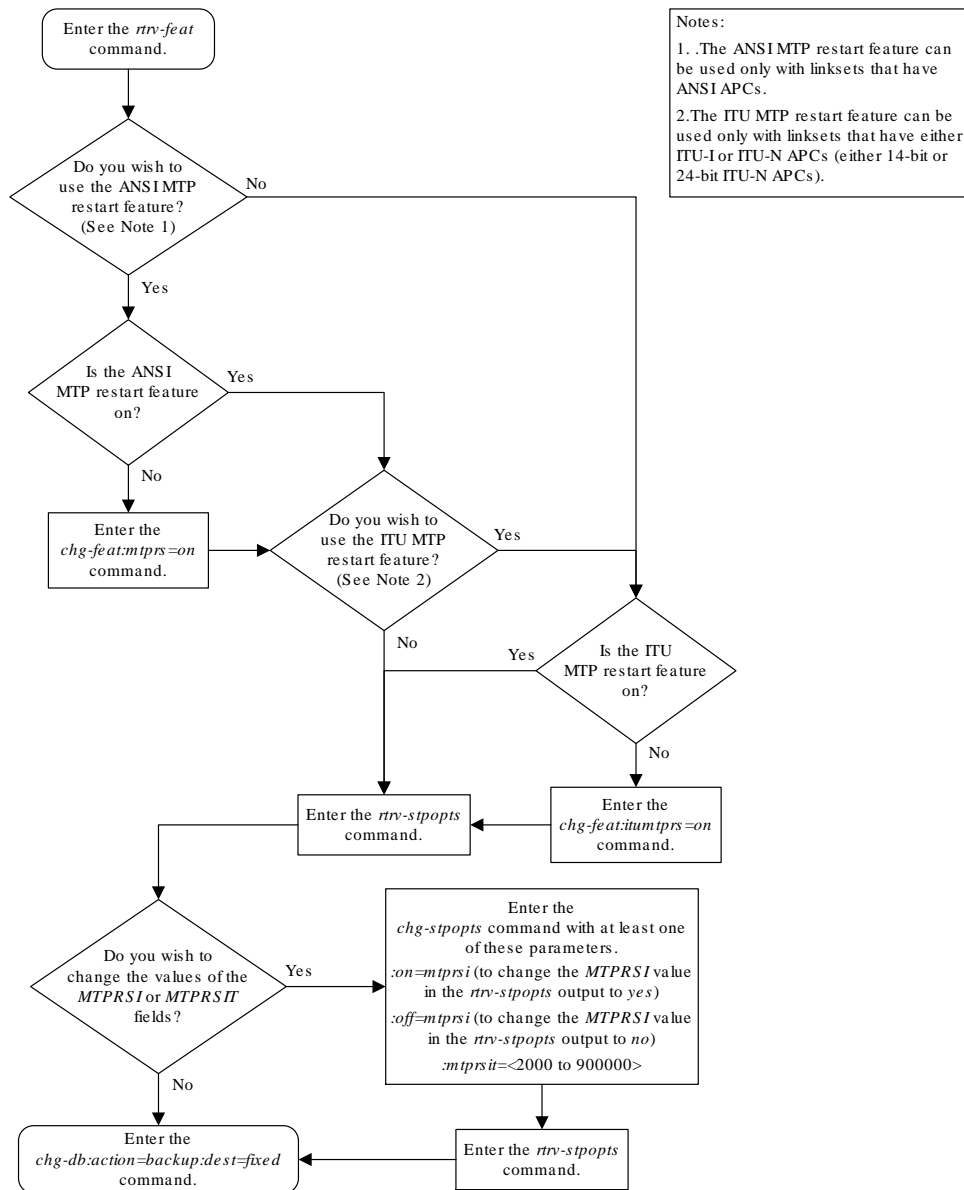 Enter the rtrv-feat
command.
Notes:
1. .The ANSI MTP restart feature can
be used only with linksets that have
ANSI APCs.
2.The ITU MTP restart feature can be
used only with linksets that have either
ITU-I or ITU-N APCs (either 14-bit or
24-bit ITU-N APCs).
Do you wish to
use the ANSI MTP
restart feature?
(See Note 1)
No
Yes
Is the ANSI
MTP restart feature
on?
Yes
No
Enter the
chg-feat:mtprs=on
command.
Do you wish to
use the ITU MTP
restart feature?
(See Note 2)
Yes
No
Is the ITU
MTP restart feature
on?
Yes
No
Enter the rtrv-stpopts
command.
Enter the
chg-feat:itumtprs=on
command.
Do you wish to
change the values of the
MTPRSI or MTPRSIT
fields?
Yes
No
Enter the
chg-stpopts command with at least one
of these parameters.
:on=mtprsi (to change the MTPRSI value
in the rtrv-stpopts output to yes)
:off=mtprsi (to change the MTPRSI value
in the rtrv-stpopts output to no)
:mtprsit=<2000 to 900000>
Enter the
chg-db:action=backup:dest=fixed
command.
Enter the rtrv-stpopts
command.